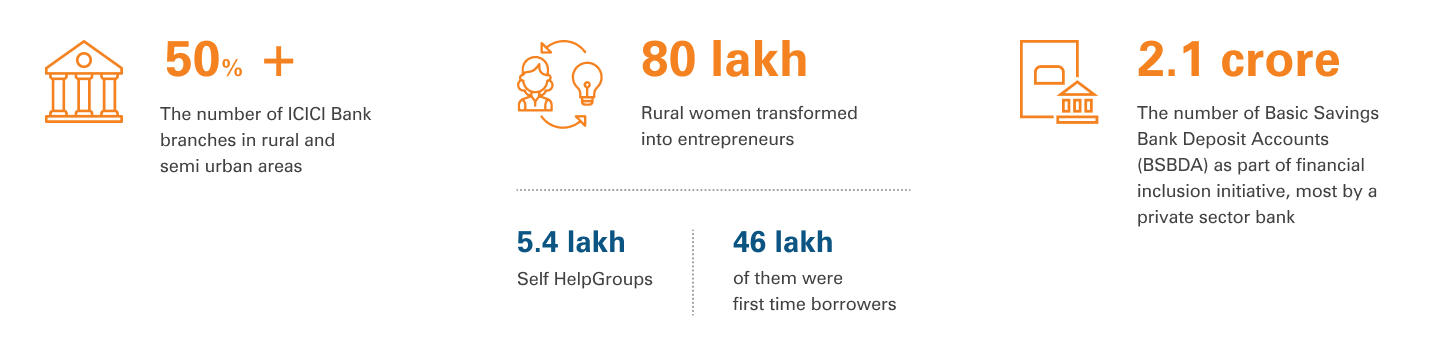 50% +
The number of ICICI Bank
branches in rural and
semi urban areas
80 lakh
Rural women transformed
into entrepreneurs
5.4 lakh
Self HelpGroups
46 lakh
of them were
first time borrowers
2.1 crore
The number of Basic Savings
Bank Deposit Accounts
(BSBDA) as part of financial
inclusion initiative, most by a
private sector bank